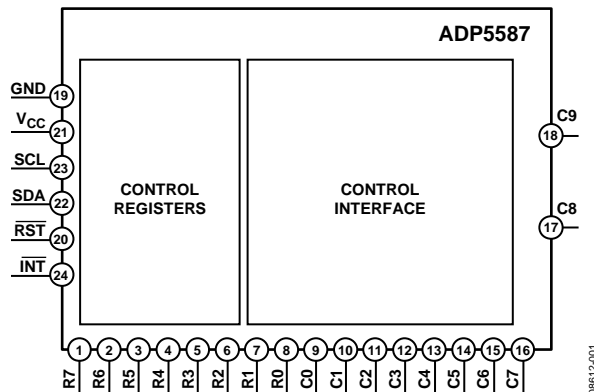 ADP5587
GND 19
VCC 21
SCL 23
SDA 22
RST 20
INT 24
CONTROL
REGISTERS
CONTROL
INTERFACE
C9
18
C8
17
1 2 3 4 5 6 7 8 9 10 11 12 13 14 15 16
R7 R6 R5 R4 R3 R2 R1 R0 C0 C1 C2 C3 C4 C5 C6 C7
08612-001